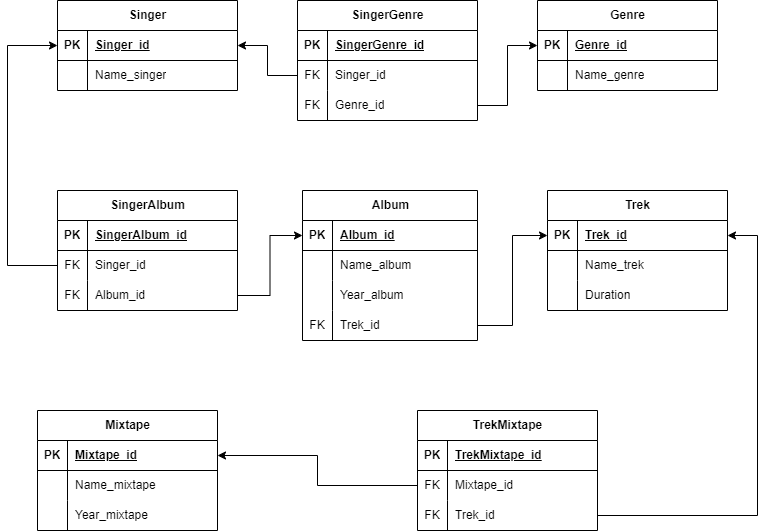 Singer
PK Singer_id
Name_singer
SingerGenre
PK SingerGenre_id
FK Singer_id
FK Genre_id
Genre
PK Genre_id
Name_genre
SingerAlbum
PK SingerAlbum_id
FK Singer_id
FK Album_id
Album
PK Album_id
Name_album
Year_album
FK Trek_id
Trek
PK Trek_id
Name_trek
Duration
Mixtape
PK Mixtape_id
Name_mixtape
Year_mixtape
TrekMixtape
PK TrekMixtape_id
FK Mixtape_id
FK Trek_id